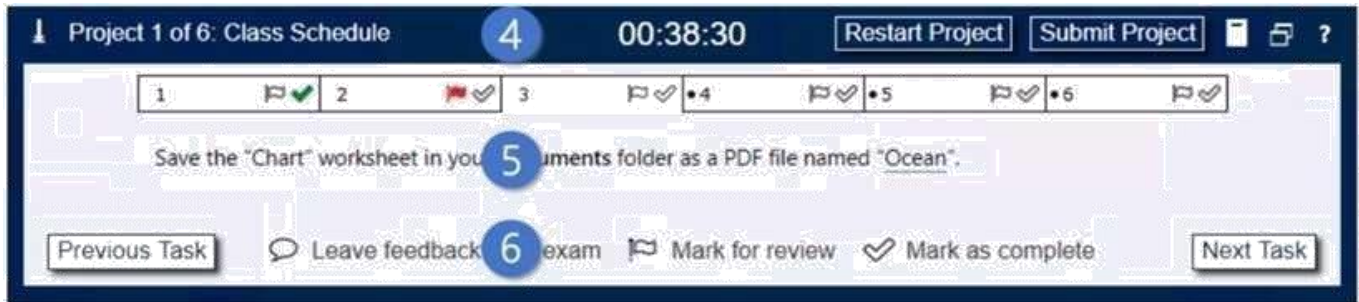 Project 1 of 6: Class Schedule 4 00:38:30 Restart Project Submit Project ?
1 2 3 •4 •5 •6
Save the "Chart" worksheet in you 5 uments folder as a PDF file named "Ocean".
Previous Task Leave feedback 6 exam Mark for review Mark as complete Next Task